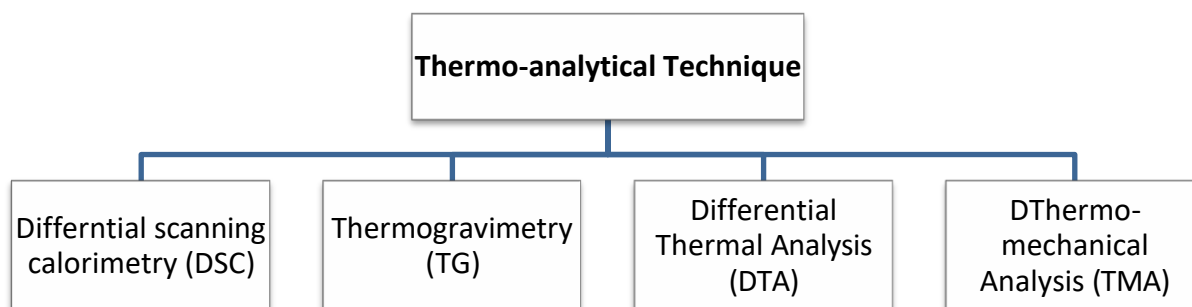 Thermo-analytical Technique
Differntial scanning
calorimetry (DSC)
Thermogravimetry
(TG)
Differential
Thermal Analysis
(DTA)
DThermo-
mechanical
Analysis (TMA)